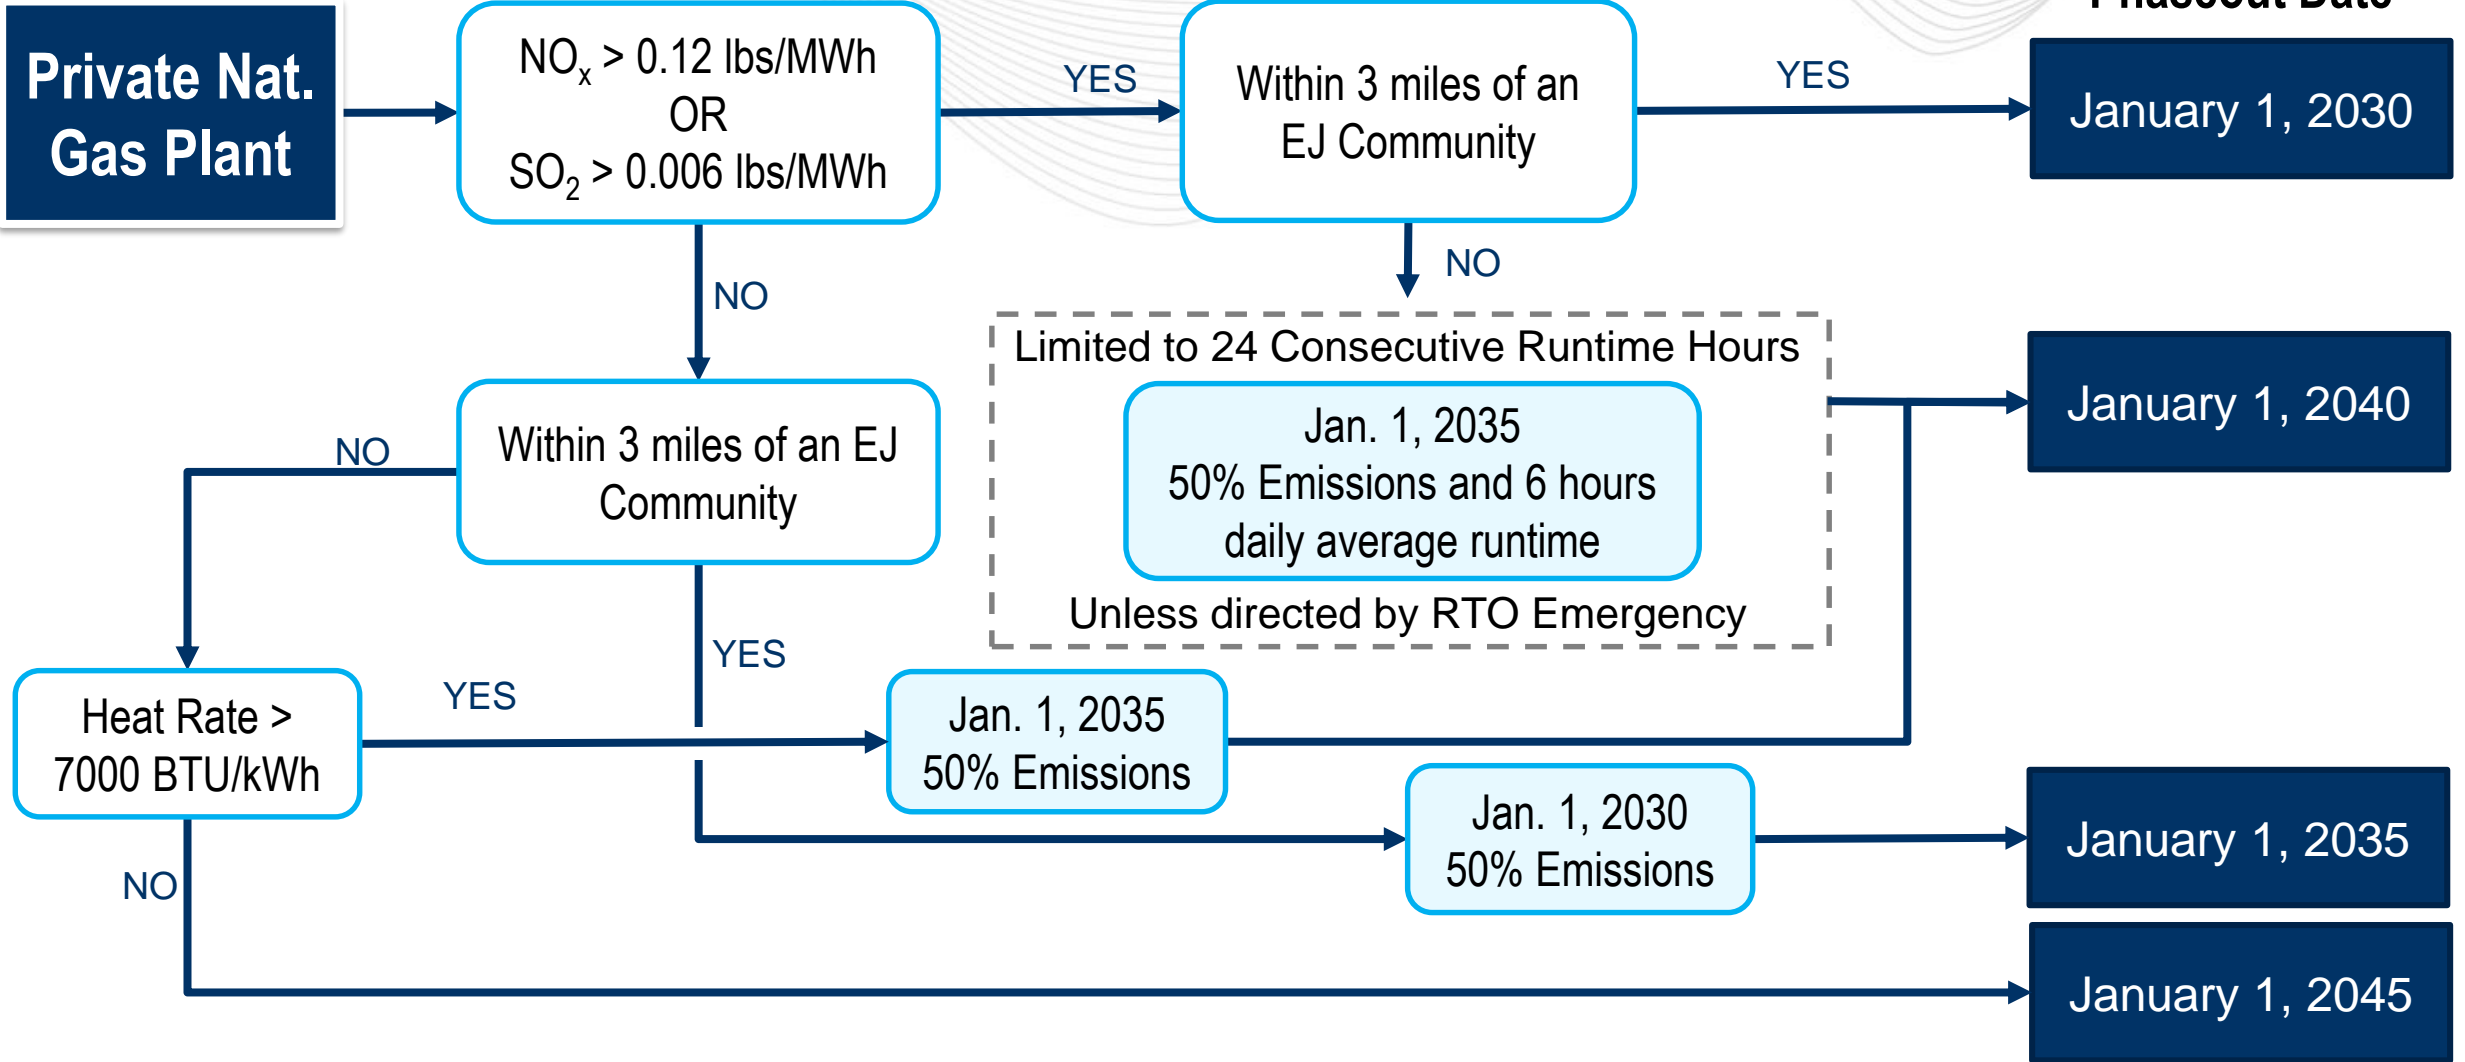 Phaseout Date
Private Nat.
Gas Plant
NOx > 0.12 lbs/MWh
OR
SO2 > 0.006 lbs/MWh
YES
Within 3 miles of an
EJ Community
YES
January 1, 2030
NO
NO
Limited to 24 Consecutive Runtime Hours
Jan. 1, 2035
50% Emissions and 6 hours
daily average runtime
Unless directed by RTO Emergency
January 1, 2040
Within 3 miles of an EJ
Community
NO
YES
Heat Rate >
7000 BTU/kWh
YES
Jan. 1, 2035
50% Emissions
Jan. 1, 2030
50% Emissions
January 1, 2035
NO
January 1, 2045